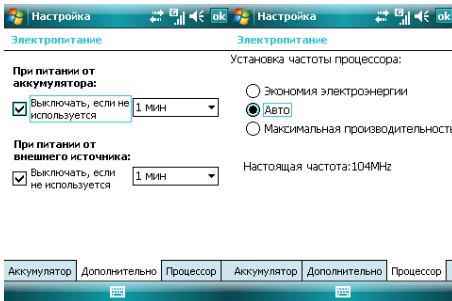 Настройка
ok
Электропитание
При питании от
аккумулятора:
Выключать, если не
используется
1 мин
При питании от
внешнего источника:
Выключать, если
не используется
1 мин
Аккумулятор Дополнительно Процессор
Настройка
ok
Электропитание
Установка частоты процессора:
Экономия электроэнергии
Авто
Максимальная производительность
Настоящая частота:104MHz
Аккумулятор Дополнительно Процессор